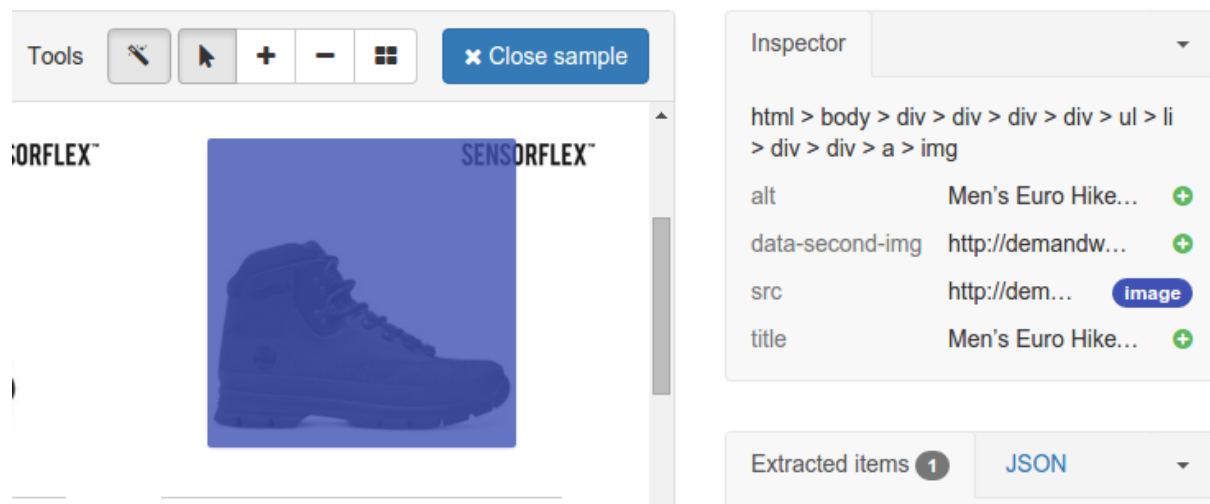 Tools
Close sample
SORFLEX™
SENSORFLEX™
Inspector
html > body > div > div > div > div > ul > li
> div > div > a > img
alt Men’s Euro Hike…
data-second-img http://demandw…
src http://dem… image
title Men’s Euro Hike…
Extracted items 1 JSON